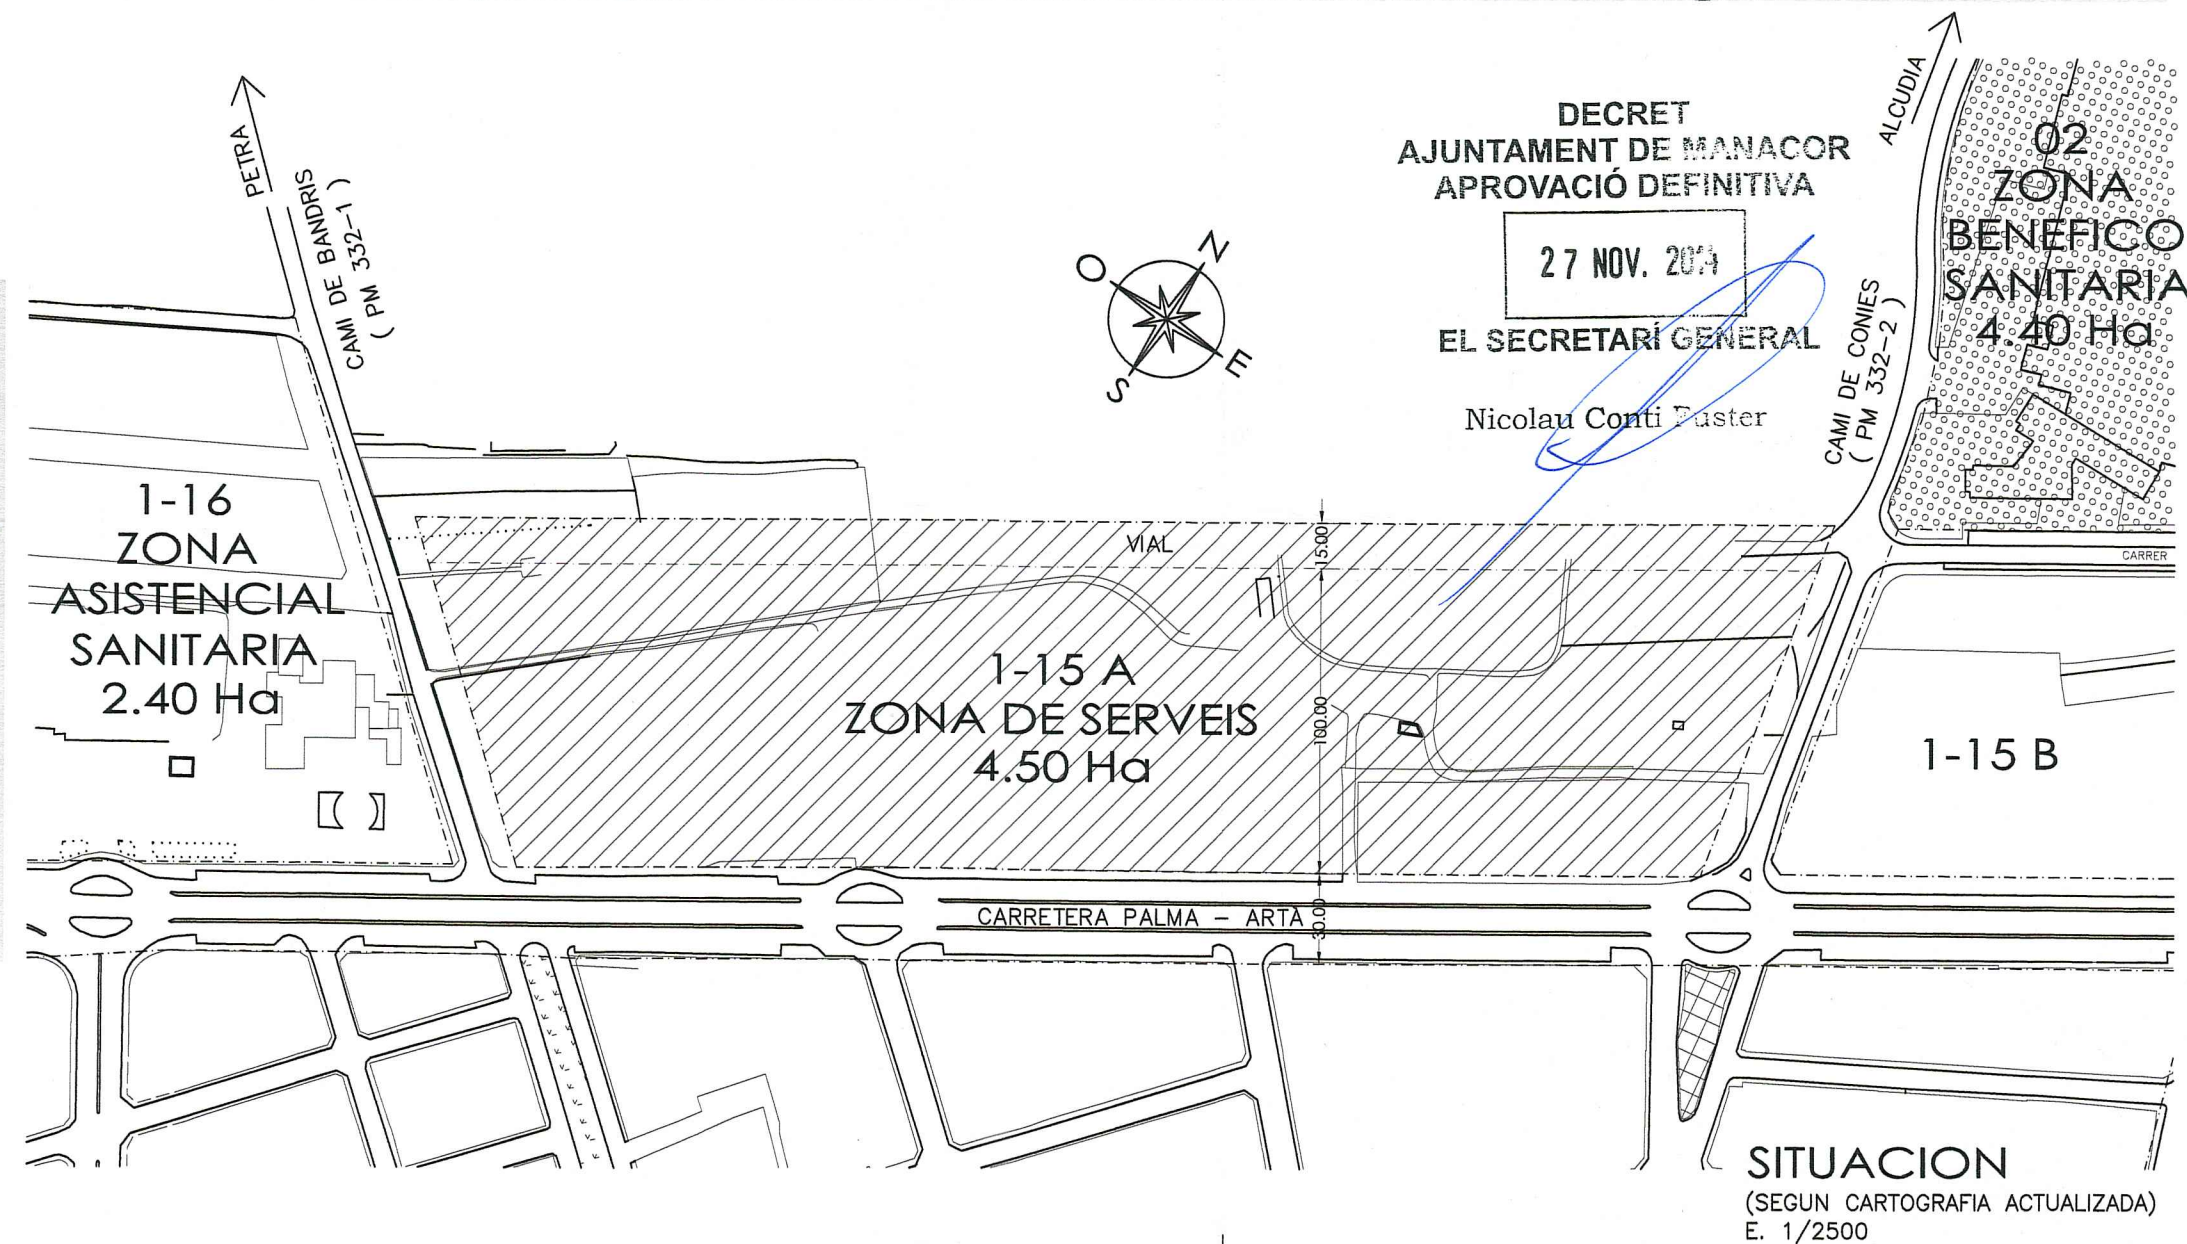 PETRA
CAMI DE BANDRIS
( PM 332-1 )
O
N
S
E
DECRET
AJUNTAMENT DE MANACOR
APROVACIÓ DEFINITIVA
27 NOV.
EL SECRETARI GENERAL
Nicolau Conti Fuster
ALCUDIA
CAMI DE CONIES
( PM 332-2 )
02
ZONA
BENEFICO
SANITARIA
4.40 Ha
1-16
ZONA
ASISTENCIAL
SANITARIA
2.40 Ha
VIAL
15.00
CARRER
1-15 A
ZONA DE SERVEIS
4.50 Ha
100.00
1-15 B
CARRETERA PALMA - ARTÀ
30.00
SITUACION
(SEGUN CARTOGRAFIA ACTUALIZADA)
E. 1/2500